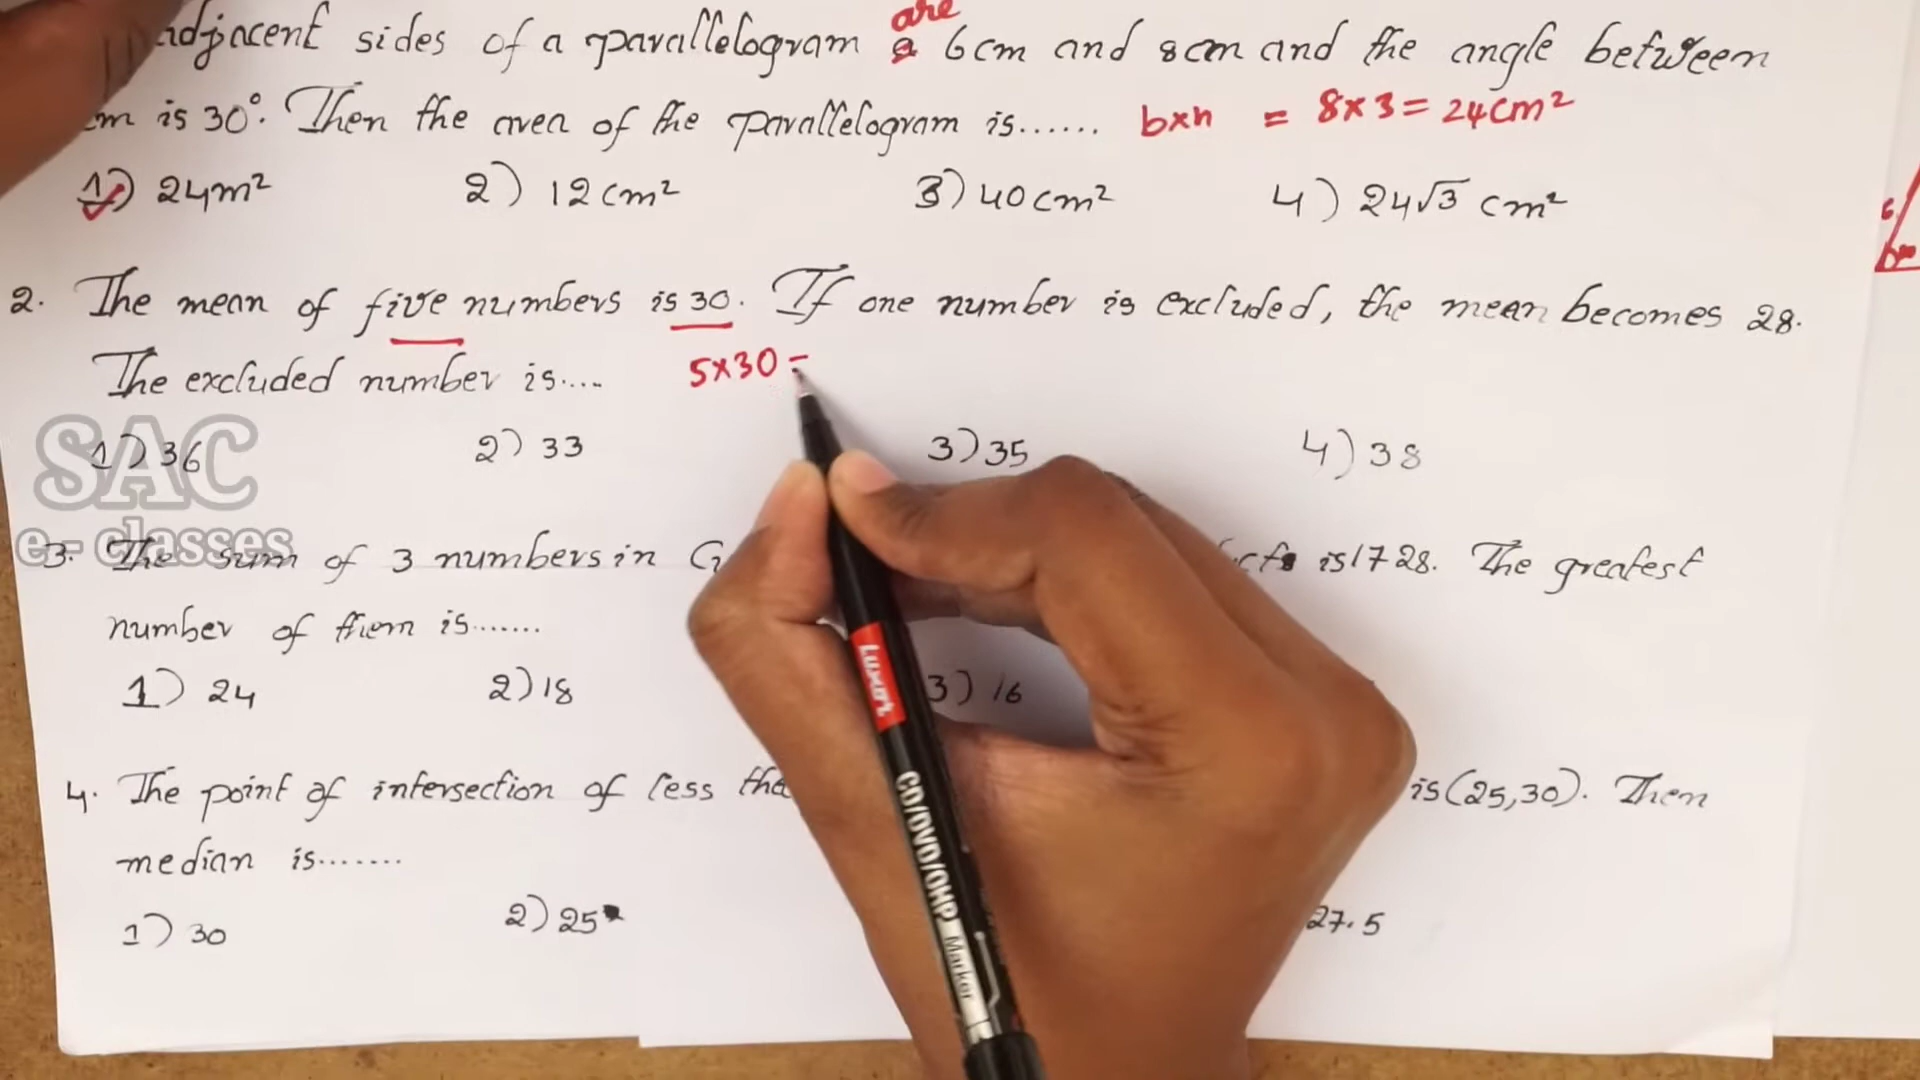 adjacent sides of a parallelogram are 6cm and 8cm and the angle between
is 30°. Then the area of the parallelogram is...... b×h = 8×3 = 24cm²
1) 24m² 2) 12cm² 3) 40cm² 4) 24√3 cm²
6
2. The mean of five numbers is 30. If one number is excluded, the mean becomes 28.
The excluded number is.... 5×30 =
1) 36 2) 33 3) 35 4) 38
SAC
e-classes
3. The sum of 3 numbers in is 1728. The greatest
number of them is.......
1) 24 2) 18 3) 16
4. The point of intersection of less is (25,30). Then
median is.......
1) 30 2) 25 27.5
Luxor
CD/DVD/OHP Marker